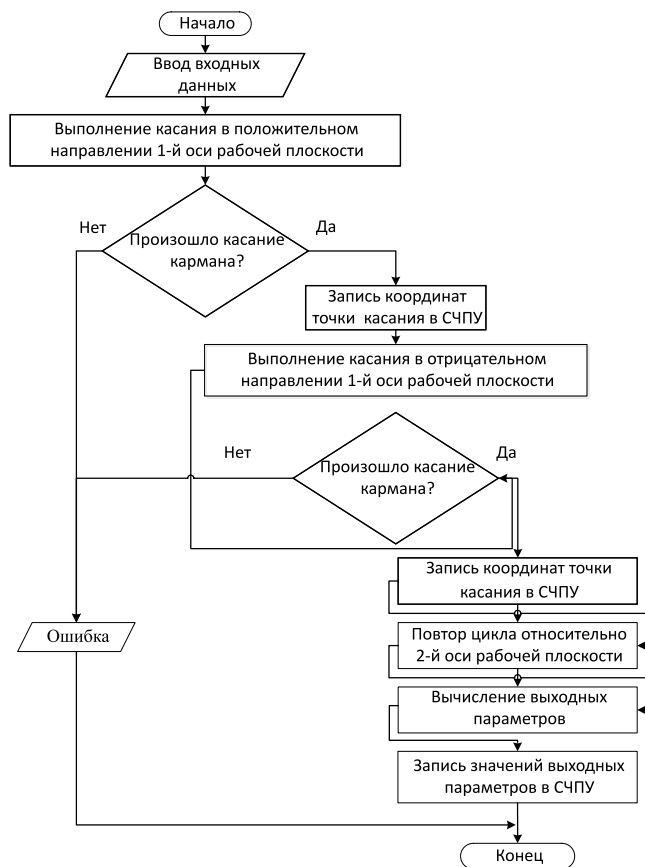 Начало
Ввод входных
данных
Выполнение касания в положительном
направлении 1-й оси рабочей плоскости
Нет
Да
Произошло касание
кармана?
Запись координат
точки касания в СЧПУ
Выполнение касания в отрицательном
направлении 1-й оси рабочей плоскости
Нет
Да
Произошло касание
кармана?
Запись координат точки
касания в СЧПУ
Ошибка
Повтор цикла относительно
2-й оси рабочей плоскости
Вычисление выходных
параметров
Запись значений выходных
параметров в СЧПУ
Конец